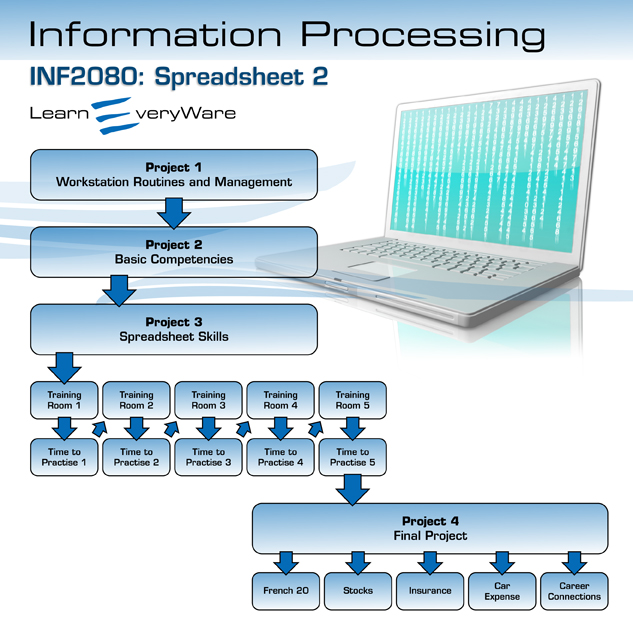 Information Processing
INF2080: Spreadsheet 2
Learn EveryWare
Project 1
Workstation Routines and Management
Project 2
Basic Competencies
Project 3
Spreadsheet Skills
Training
Room 1
Training
Room 2
Training
Room 3
Training
Room 4
Training
Room 5
Time to
Practise 1
Time to
Practise 2
Time to
Practise 3
Time to
Practise 4
Time to
Practise 5
Project 4
Final Project
French 20
Stocks
Insurance
Car
Expense
Career
Connections